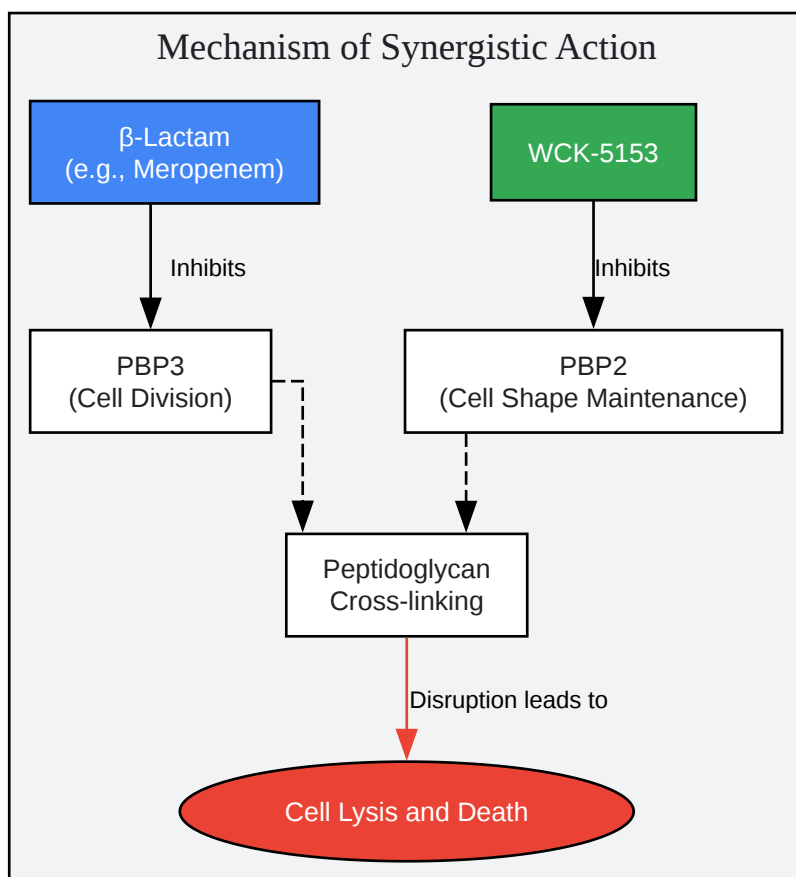 Mechanism of Synergistic Action
β-Lactam
(e.g., Meropenem)
WCK-5153
Inhibits
Inhibits
PBP3
(Cell Division)
PBP2
(Cell Shape Maintenance)
Peptidoglycan
Cross-linking
Disruption leads to
Cell Lysis and Death